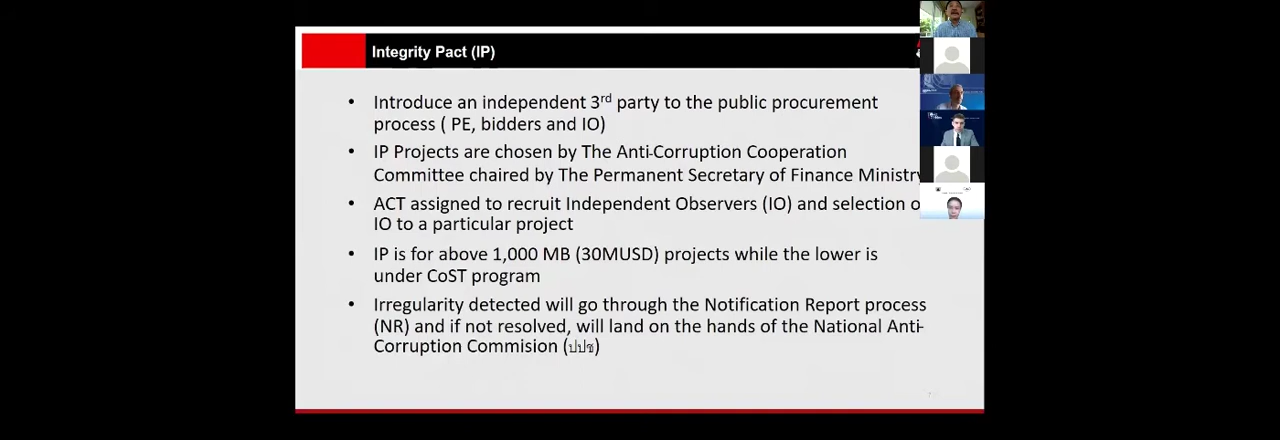 Integrity Pact (IP)
• Introduce an independent 3rd party to the public procurement
process ( PE, bidders and IO)
• IP Projects are chosen by The Anti-Corruption Cooperation
Committee chaired by The Permanent Secretary of Finance Ministry
• ACT assigned to recruit Independent Observers (IO) and selection o
IO to a particular project
• IP is for above 1,000 MB (30MUSD) projects while the lower is
under CoST program
• Irregularity detected will go through the Notification Report process
(NR) and if not resolved, will land on the hands of the National Anti-
Corruption Commision (ปปช)